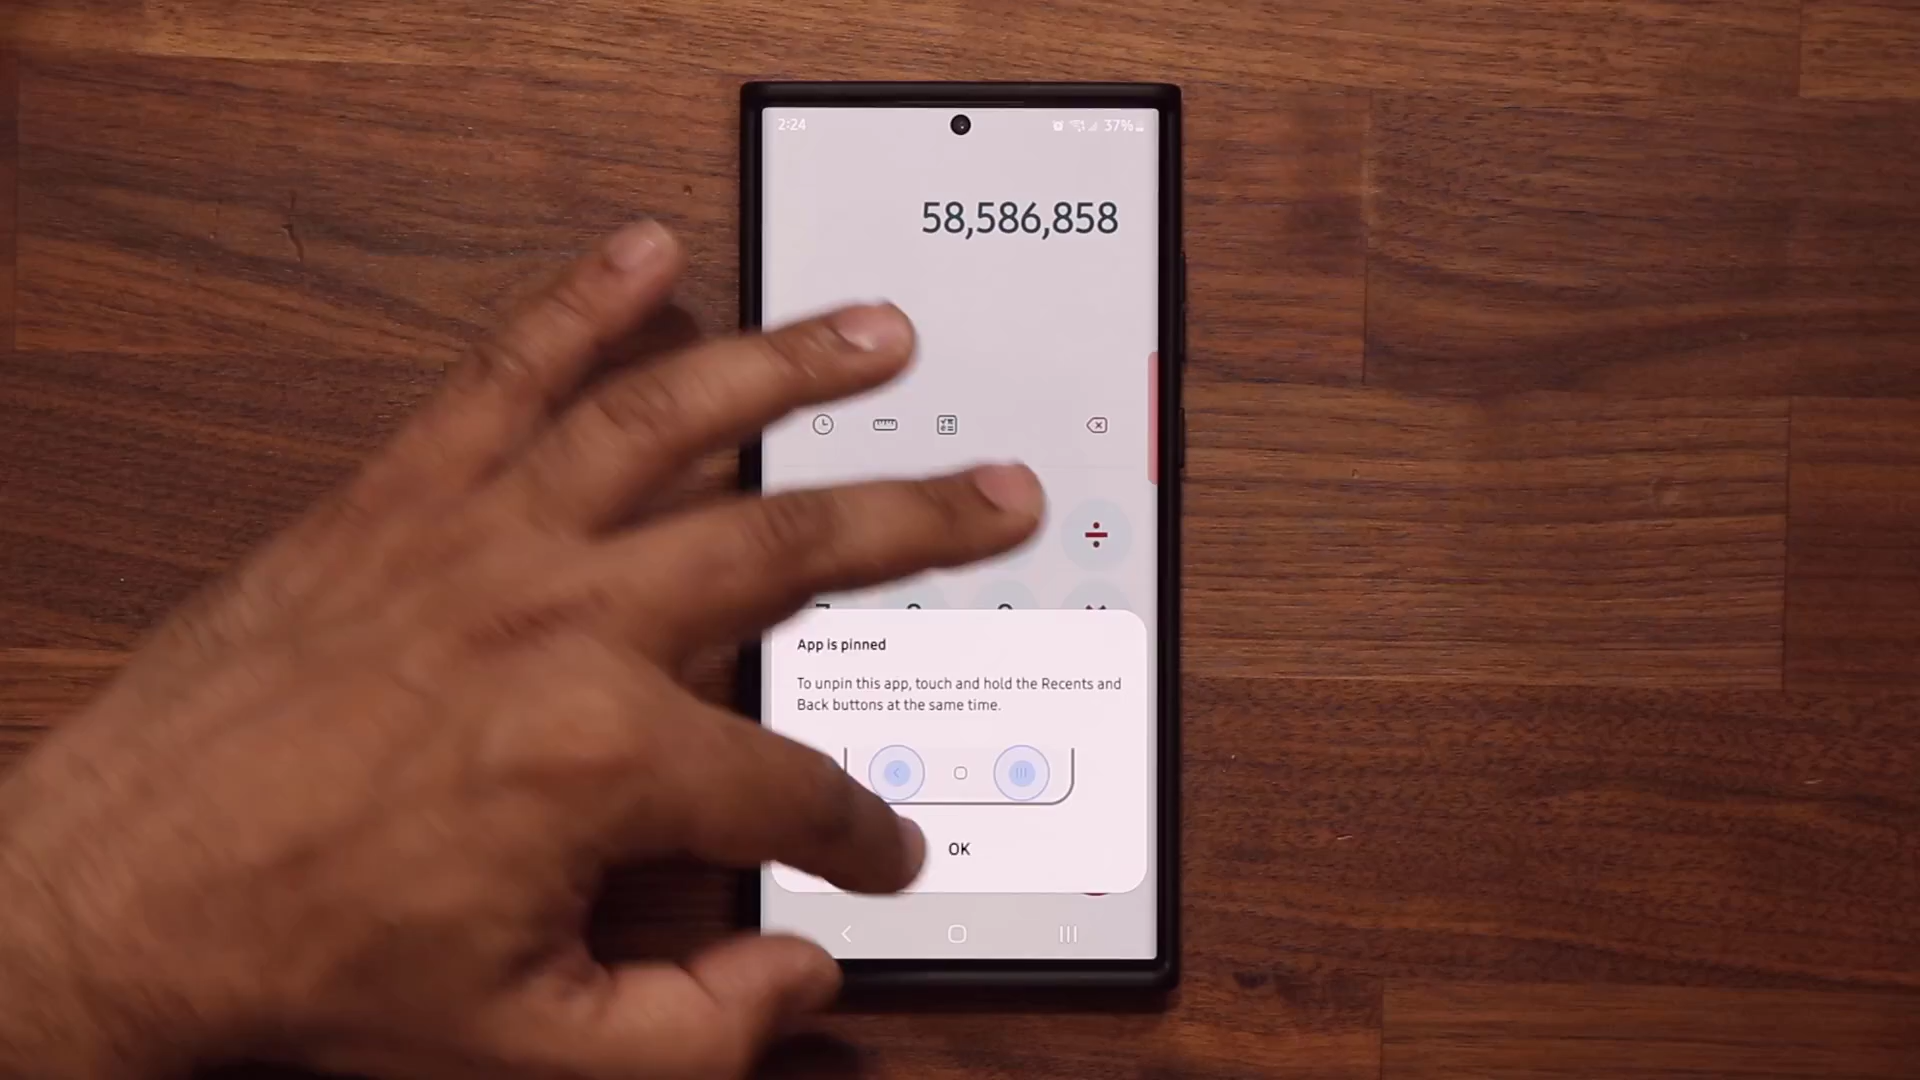 2:24
37%
58,586,858
÷
App is pinned
To unpin this app, touch and hold the Recents and
Back buttons at the same time.
OK